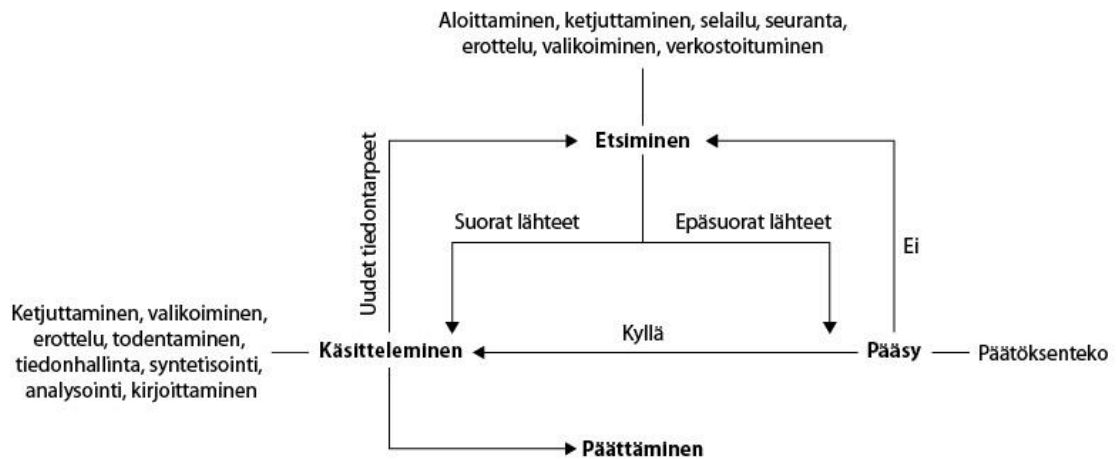 Aloittaminen, ketjuttaminen, selailu, seuranta,
erottelu, valikoiminen, verkostoituminen
Etsiminen
Uudet tiedontarpeet
Suorat lähteet
Epäsuorat lähteet
Ei
Ketjuttaminen, valikoiminen,
erottelu, todentaminen,
tiedonhallinta, syntetisointi,
analysointi, kirjoittaminen
Käsitteleminen
Kyllä
Pääsy
Päätöksenteko
Päättäminen